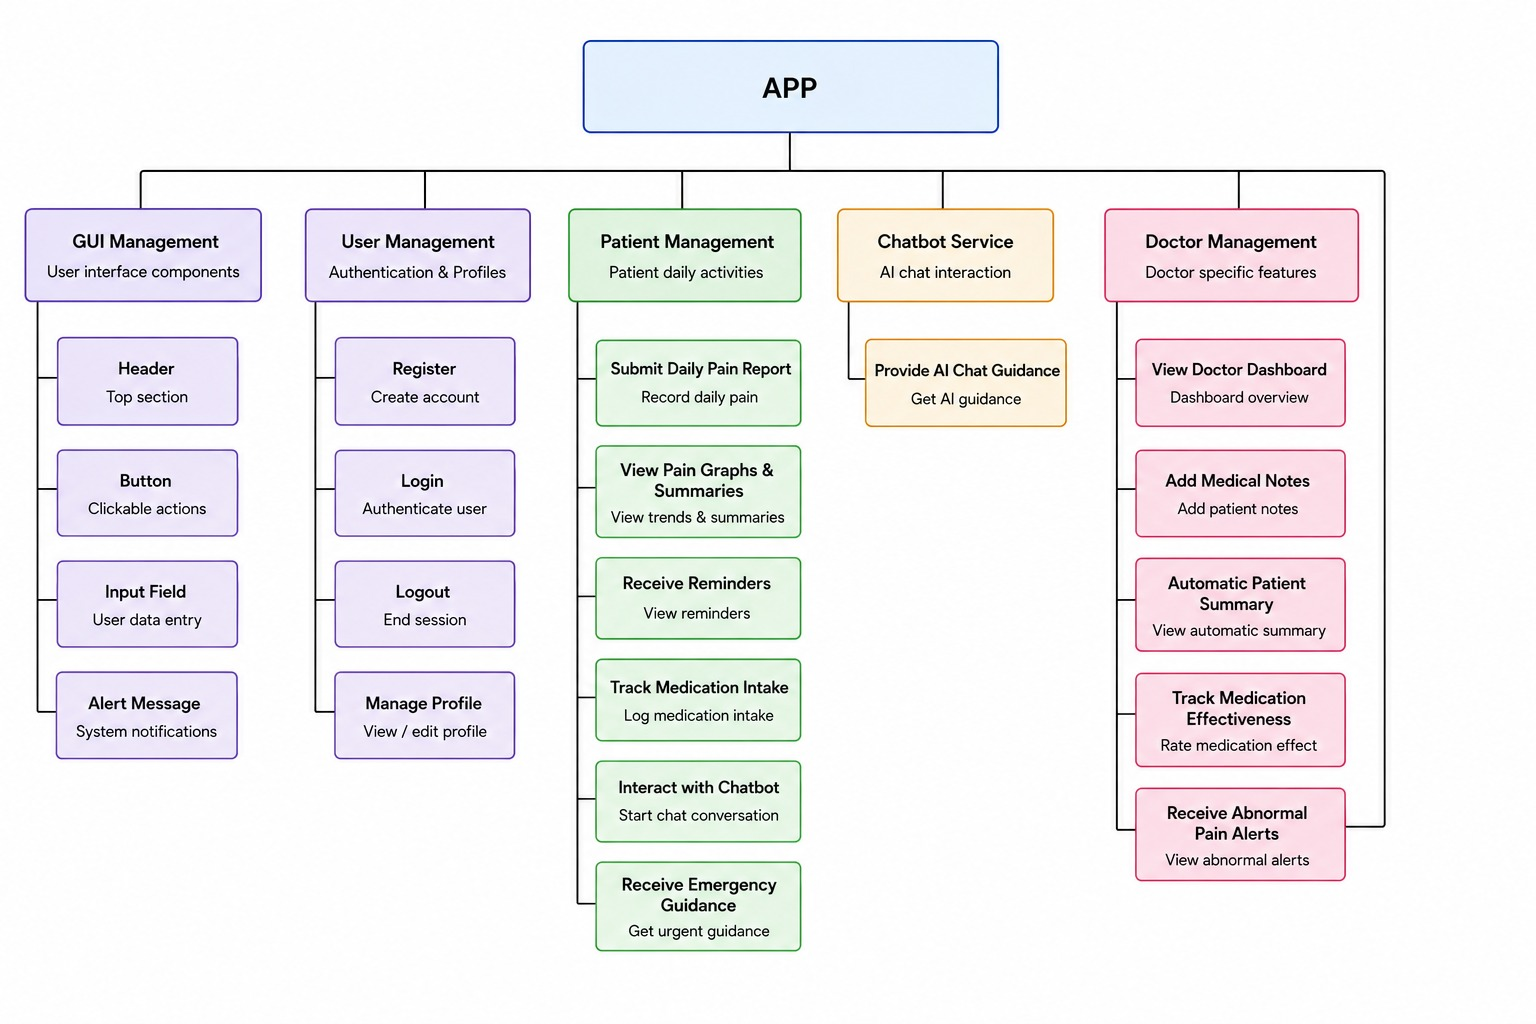 APP
GUI Management
User interface components
Header
Top section
Button
Clickable actions
Input Field
User data entry
Alert Message
System notifications
User Management
Authentication & Profiles
Register
Create account
Login
Authenticate user
Logout
End session
Manage Profile
View / edit profile
Patient Management
Patient daily activities
Submit Daily Pain Report
Record daily pain
View Pain Graphs &
Summaries
View trends & summaries
Receive Reminders
View reminders
Track Medication Intake
Log medication intake
Interact with Chatbot
Start chat conversation
Receive Emergency
Guidance
Get urgent guidance
Chatbot Service
AI chat interaction
Provide AI Chat Guidance
Get AI guidance
Doctor Management
Doctor specific features
View Doctor Dashboard
Dashboard overview
Add Medical Notes
Add patient notes
Automatic Patient
Summary
View automatic summary
Track Medication
Effectiveness
Rate medication effect
Receive Abnormal
Pain Alerts
View abnormal alerts